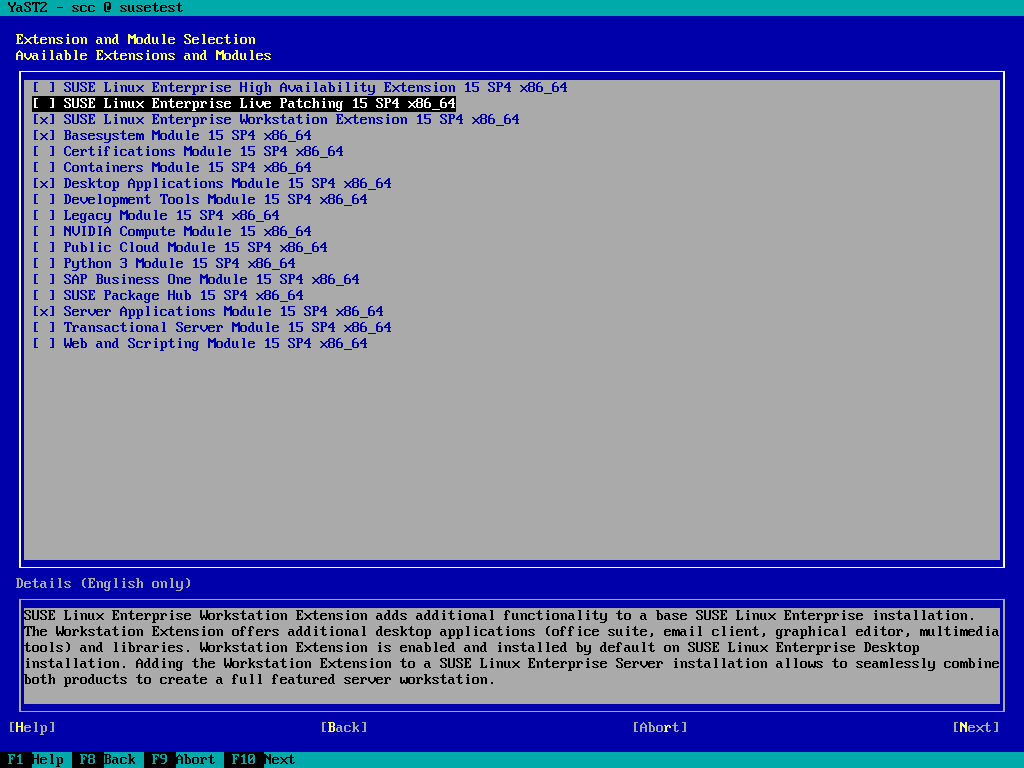 YaST2 - scc @ susetest
Extension and Module Selection
Available Extensions and Modules
[ ] SUSE Linux Enterprise High Availability Extension 15 SP4 x86_64
[ ] SUSE Linux Enterprise Live Patching 15 SP4 x86_64
[x] SUSE Linux Enterprise Workstation Extension 15 SP4 x86_64
[x] Basesystem Module 15 SP4 x86_64
[ ] Certifications Module 15 SP4 x86_64
[ ] Containers Module 15 SP4 x86_64
[x] Desktop Applications Module 15 SP4 x86_64
[ ] Development Tools Module 15 SP4 x86_64
[ ] Legacy Module 15 SP4 x86_64
[ ] NVIDIA Compute Module 15 x86_64
[ ] Public Cloud Module 15 SP4 x86_64
[ ] Python 3 Module 15 SP4 x86_64
[ ] SAP Business One Module 15 SP4 x86_64
[ ] SUSE Package Hub 15 SP4 x86_64
[x] Server Applications Module 15 SP4 x86_64
[ ] Transactional Server Module 15 SP4 x86_64
[ ] Web and Scripting Module 15 SP4 x86_64
Details (English only)
SUSE Linux Enterprise Workstation Extension adds additional functionality to a base SUSE Linux Enterprise installation.
The Workstation Extension offers additional desktop applications (office suite, email client, graphical editor, multimedia
tools) and libraries. Workstation Extension is enabled and installed by default on SUSE Linux Enterprise Desktop
installation. Adding the Workstation Extension to a SUSE Linux Enterprise Server installation allows to seamlessly combine
both products to create a full featured server workstation.
[Help] [Back] [Abort] [Next]
F1 Help F8 Back F9 Abort F10 Next